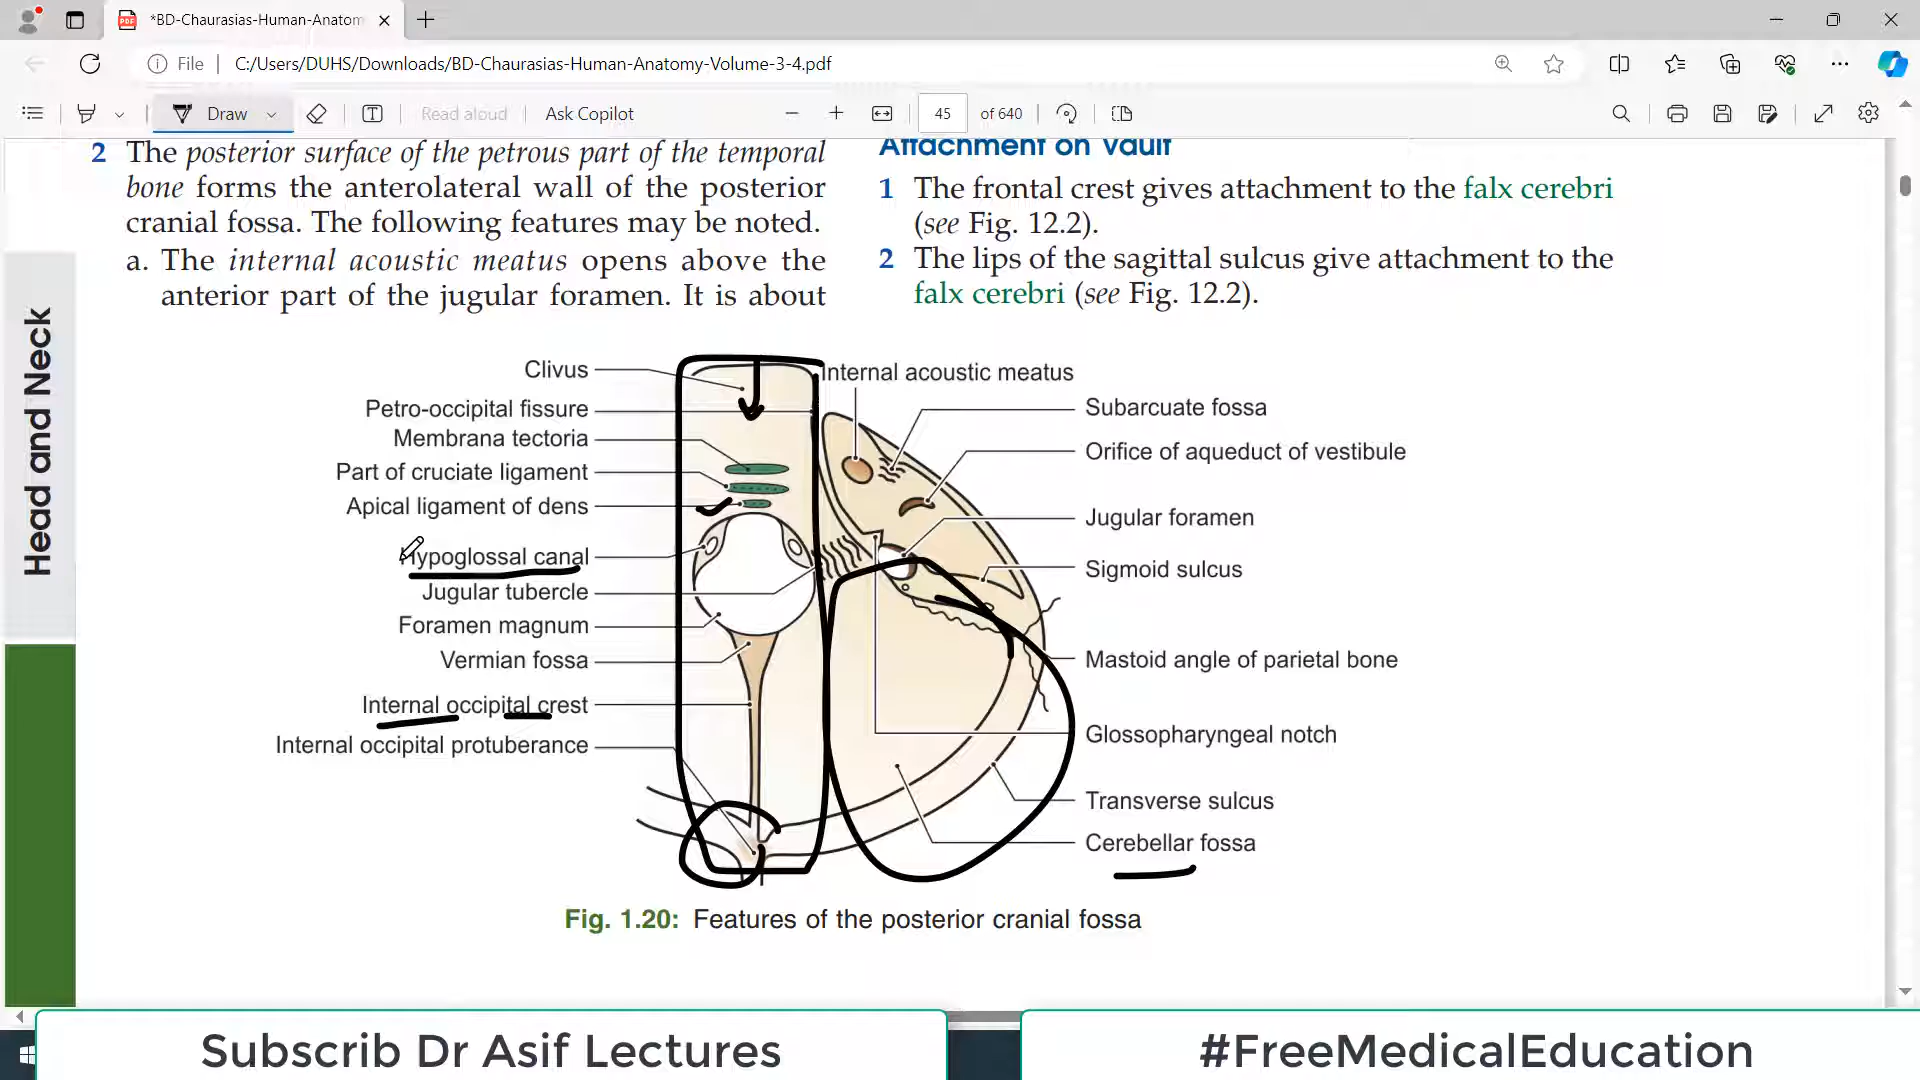 *BD-Chaurasias-Human-Anatom
File
C:/Users/DUHS/Downloads/BD-Chaurasias-Human-Anatomy-Volume-3-4.pdf
Draw
Read aloud
Ask Copilot
45
of 640
2 The posterior surface of the petrous part of the temporal
bone forms the anterolateral wall of the posterior
cranial fossa. The following features may be noted.
a. The internal acoustic meatus opens above the
anterior part of the jugular foramen. It is about
Attachment on Vault
1 The frontal crest gives attachment to the falx cerebri
(see Fig. 12.2).
2 The lips of the sagittal sulcus give attachment to the
falx cerebri (see Fig. 12.2).
Head and Neck
Clivus
Petro-occipital fissure
Membrana tectoria
Part of cruciate ligament
Apical ligament of dens
Hypoglossal canal
Jugular tubercle
Foramen magnum
Vermian fossa
Internal occipital crest
Internal occipital protuberance
Internal acoustic meatus
Subarcuate fossa
Orifice of aqueduct of vestibule
Jugular foramen
Sigmoid sulcus
Mastoid angle of parietal bone
Glossopharyngeal notch
Transverse sulcus
Cerebellar fossa
Fig. 1.20: Features of the posterior cranial fossa
Subscrib Dr Asif Lectures
#FreeMedicalEducation